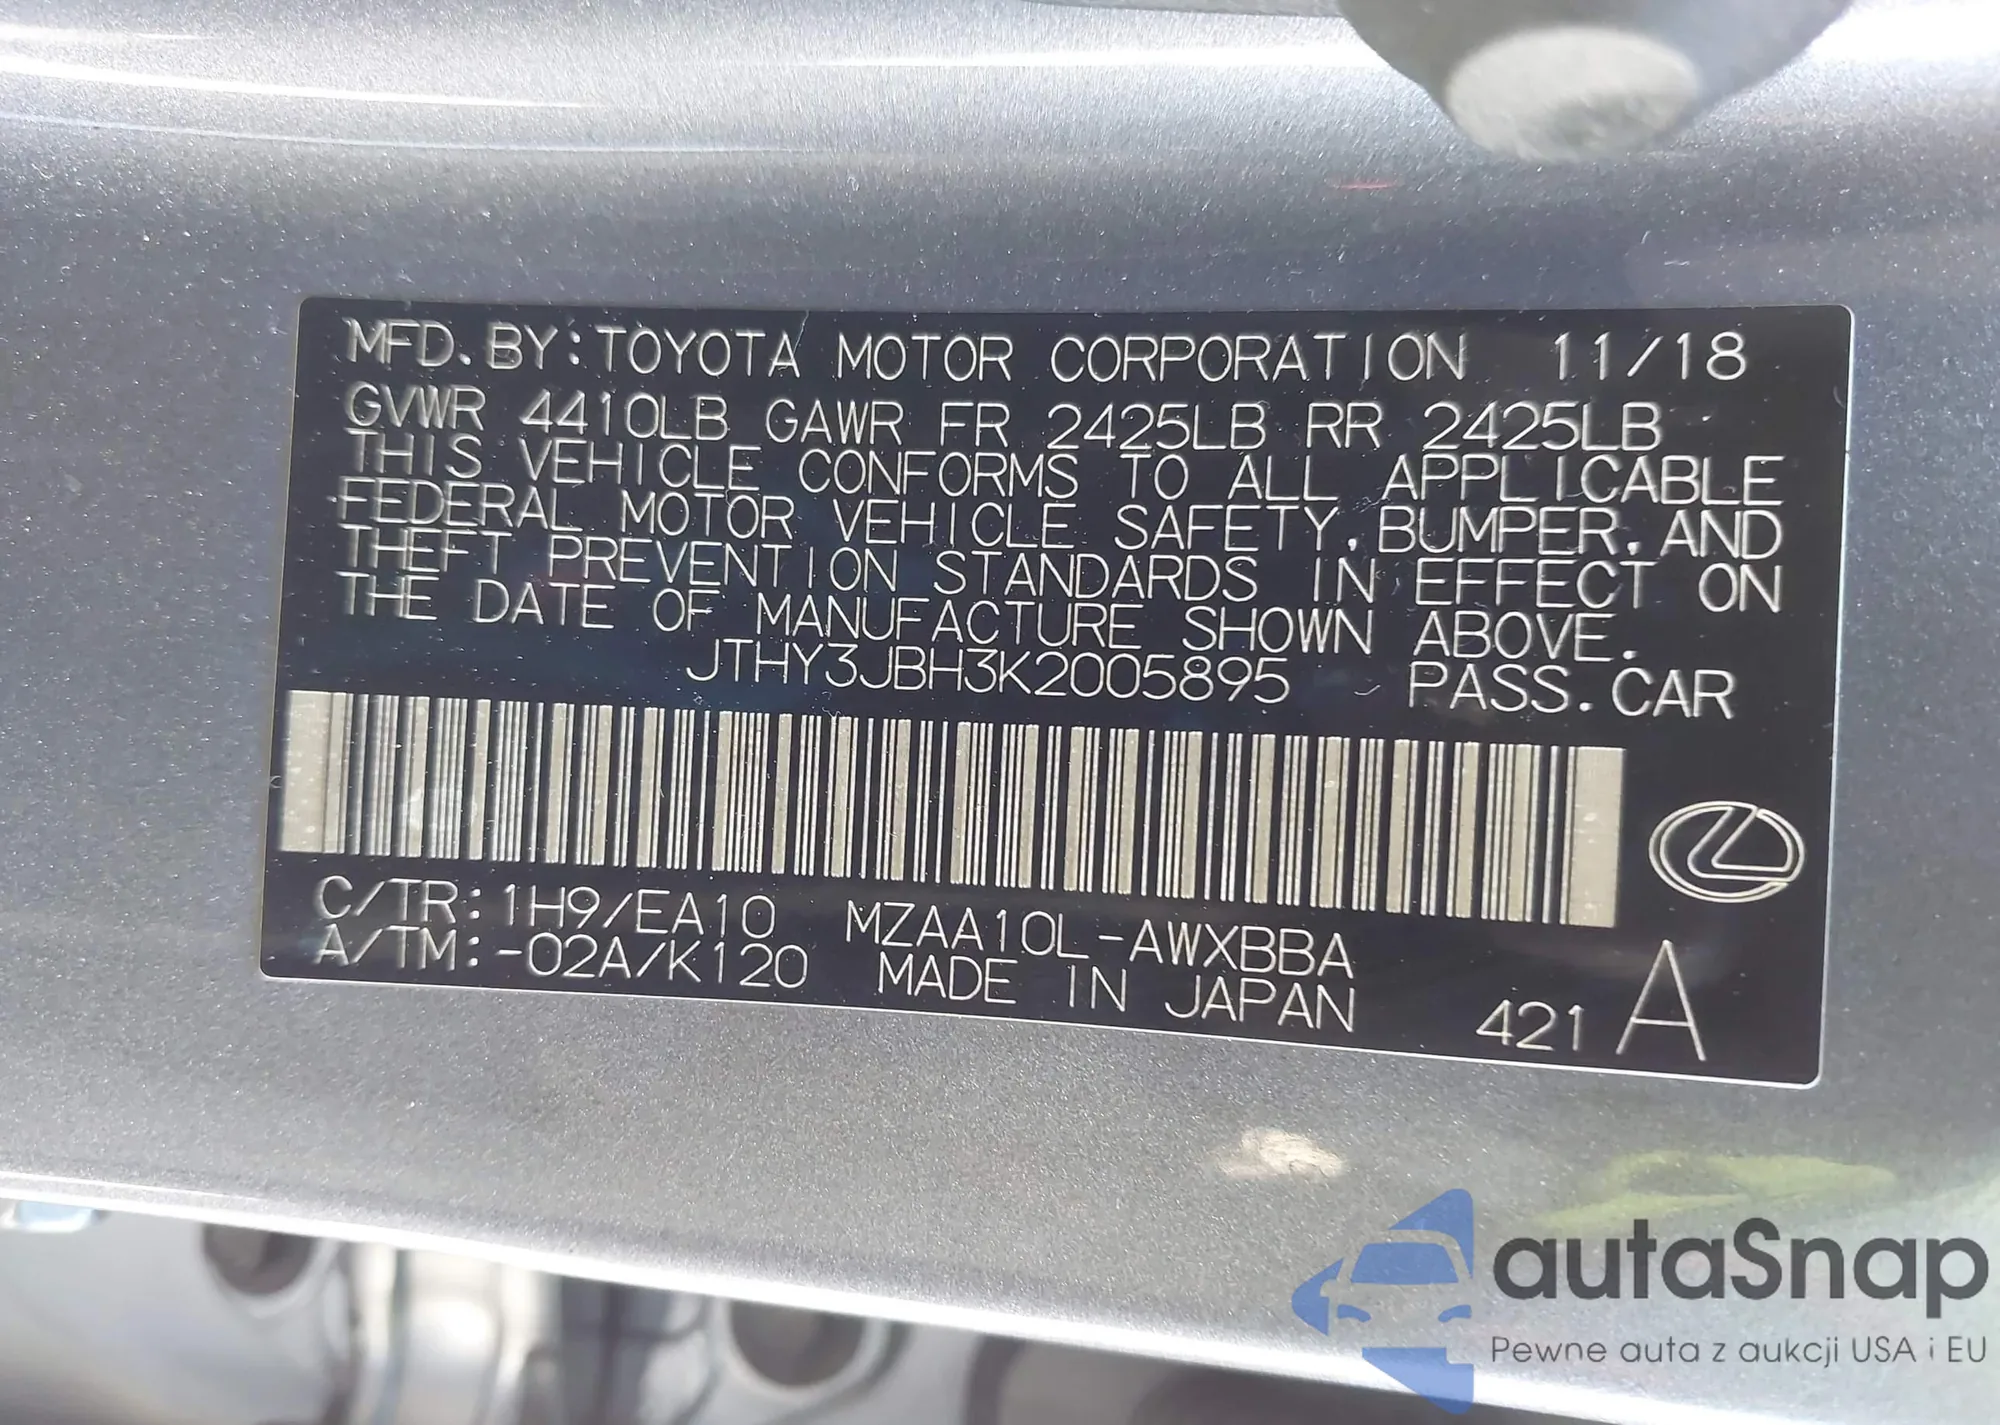 MFD. BY: TOYOTA MOTOR CORPORATION 11/18
GVWR 4410LB GAWR FR 2425LB RR 2425LB
THIS VEHICLE CONFORMS TO ALL APPLICABLE
FEDERAL MOTOR VEHICLE SAFETY, BUMPER, AND
THEFT PREVENTION STANDARDS IN EFFECT ON
THE DATE OF MANUFACTURE SHOWN ABOVE.
JTHY3JBH3K2005895 PASS. CAR
C/TR: 1H9/EA10 MZAA10L-AWXBBA
A/TM: -02A/K120 MADE IN JAPAN 421 A
autaSnap
Pewne auta z aukcji USA i EU